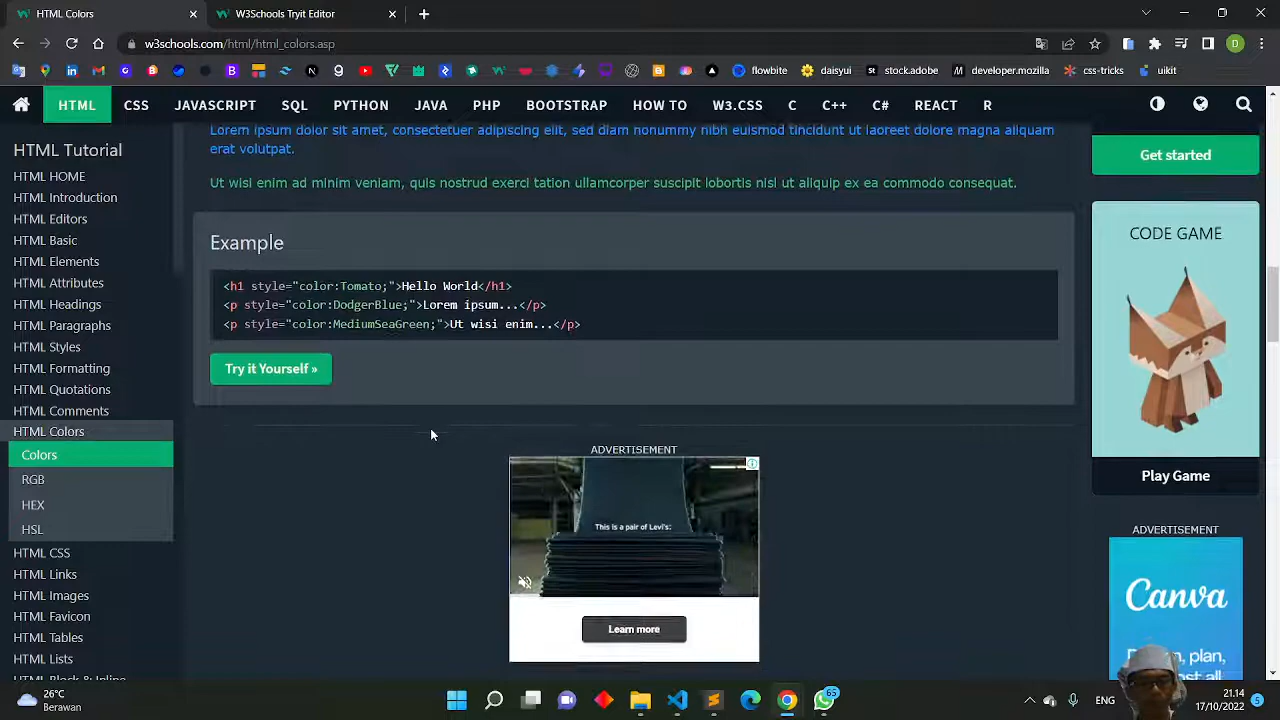 HTML Colors
W3Schools Tryit Editor
w3schools.com/html/html_colors.asp
D
flowbite
daisyui
stock.adobe
developer.mozilla
css-tricks
uikit
HTML
CSS
JAVASCRIPT
SQL
PYTHON
JAVA
PHP
BOOTSTRAP
HOW TO
W3.CSS
C
C++
C#
REACT
R
HTML Tutorial
HTML HOME
HTML Introduction
HTML Editors
HTML Basic
HTML Elements
HTML Attributes
HTML Headings
HTML Paragraphs
HTML Styles
HTML Formatting
HTML Quotations
HTML Comments
HTML Colors
Colors
RGB
HEX
HSL
HTML CSS
HTML Links
HTML Images
HTML Favicon
HTML Tables
HTML Lists
HTML Block & Inline
Lorem ipsum dolor sit amet, consectetuer adipiscing elit, sed diam nonummy nibh euismod tincidunt ut laoreet dolore magna aliquam
erat volutpat.
Ut wisi enim ad minim veniam, quis nostrud exerci tation ullamcorper suscipit lobortis nisl ut aliquip ex ea commodo consequat.
Example
<h1 style="color:Tomato;">Hello World</h1>
<p style="color:DodgerBlue;">Lorem ipsum...</p>
<p style="color:MediumSeaGreen;">Ut wisi enim...</p>
Try it Yourself »
ADVERTISEMENT
This is a pair of Levi's:
Learn more
Get started
CODE GAME
Play Game
ADVERTISEMENT
Canva
26°C
Berawan
65
ENG
21.14
17/10/2022
5